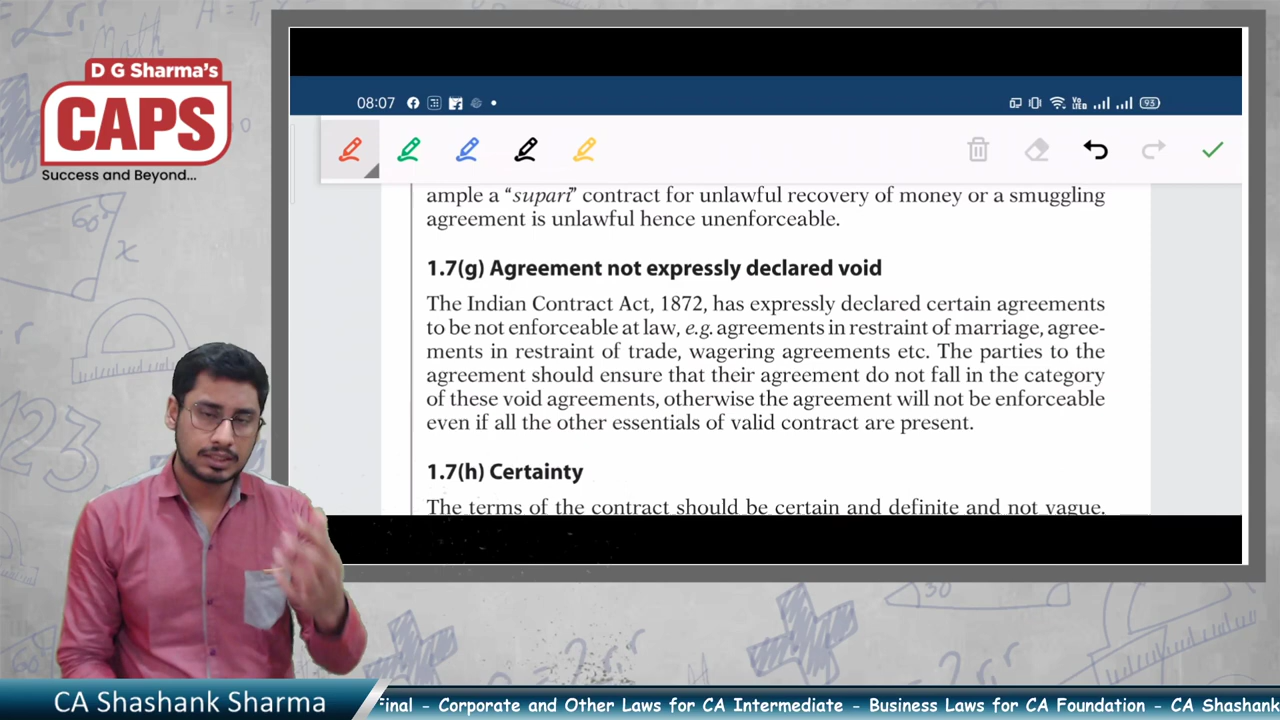 D G Sharma's
CAPS
Success and Beyond...
08:07
93
ample a “supari” contract for unlawful recovery of money or a smuggling
agreement is unlawful hence unenforceable.
1.7(g) Agreement not expressly declared void
The Indian Contract Act, 1872, has expressly declared certain agreements
to be not enforceable at law, e.g. agreements in restraint of marriage, agree-
ments in restraint of trade, wagering agreements etc. The parties to the
agreement should ensure that their agreement do not fall in the category
of these void agreements, otherwise the agreement will not be enforceable
even if all the other essentials of valid contract are present.
1.7(h) Certainty
The terms of the contract should be certain and definite and not vague.
CA Shashank Sharma
Final - Corporate and Other Laws for CA Intermediate - Business Laws for CA Foundation - CA Shashank